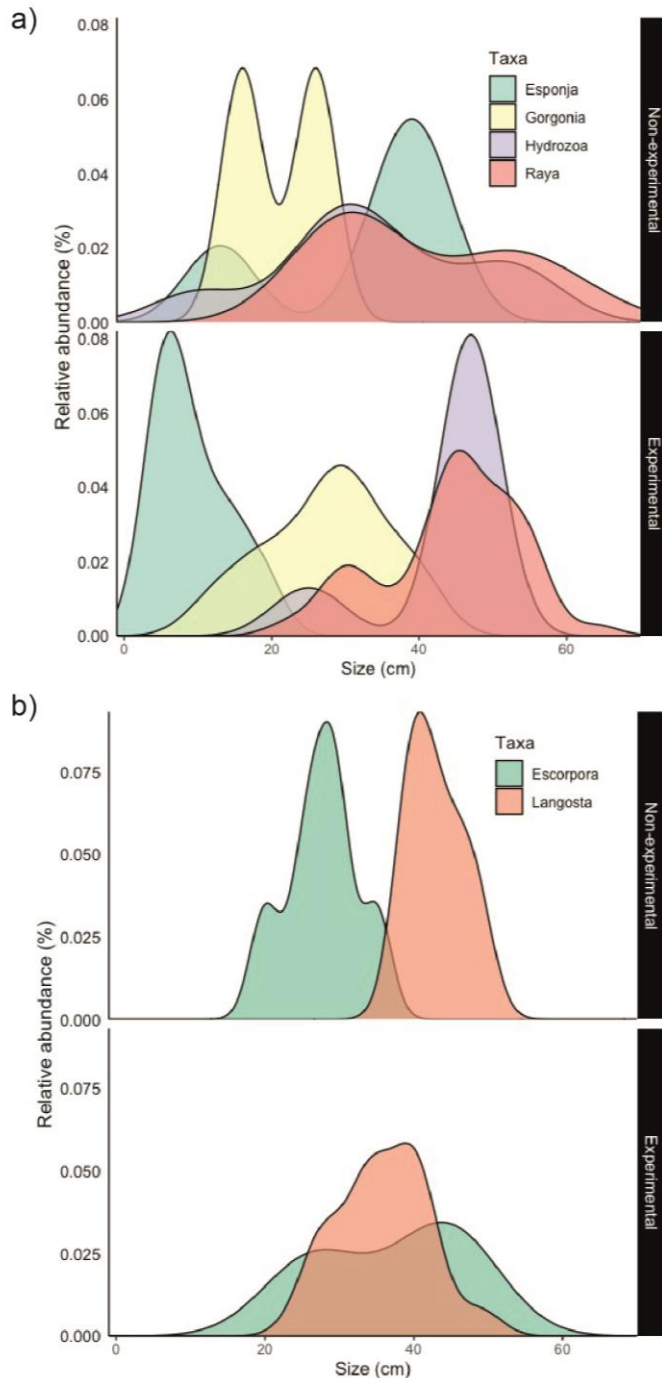 a)
0.08
0.06
0.04
0.02
0.00
Taxa
Esponja
Gorgonia
Hydrozoa
Raya
Non-experimental
Relative abundance (%)
0.08
0.06
0.04
0.02
0.00
Experimental
0 20 40 60
Size (cm)
b)
0.075
0.050
0.025
0.000
Taxa
Escorpora
Langosta
Non-experimental
Relative abundance (%)
0.075
0.050
0.025
0.000
Experimental
0 20 40 60
Size (cm)